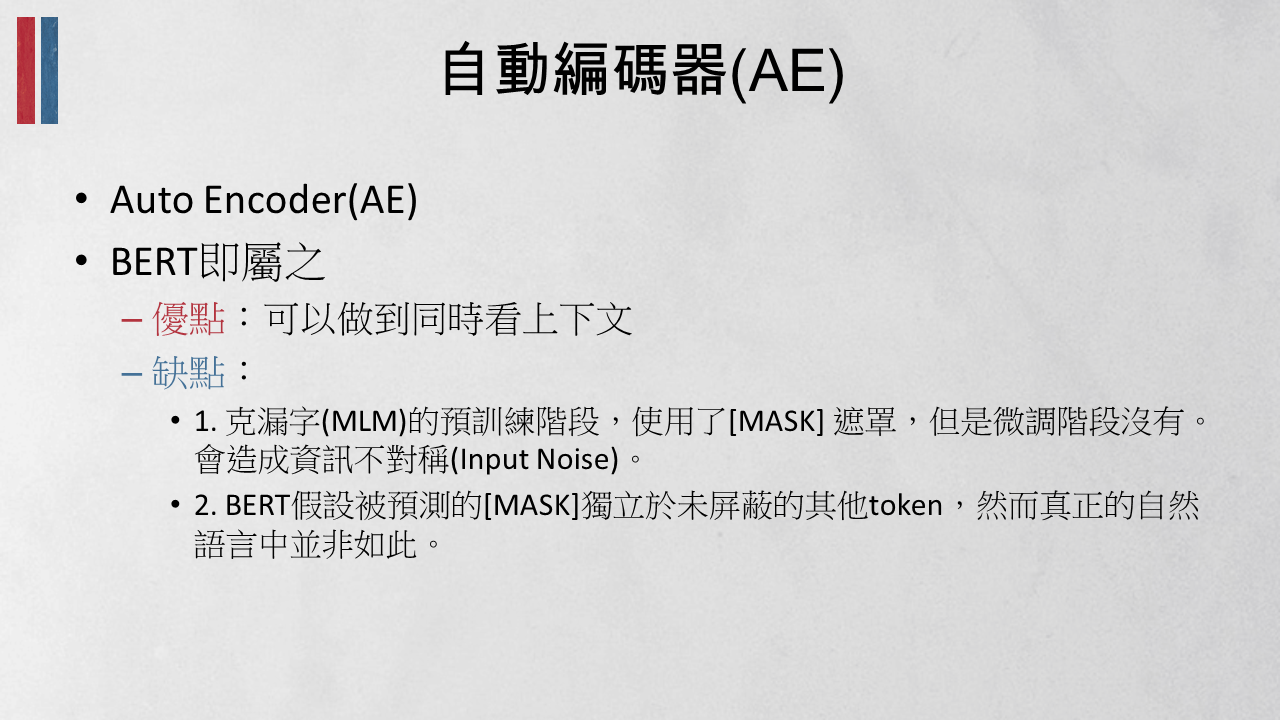 自動編碼器(AE)
• Auto Encoder(AE)
• BERT即屬之
– 優點：可以做到同時看上下文
– 缺點：
• 1. 克漏字(MLM)的預訓練階段，使用了[MASK] 遮罩，但是微調階段沒有。
會造成資訊不對稱(Input Noise)。
• 2. BERT假設被預測的[MASK]獨立於未屏蔽的其他token，然而真正的自然
語言中並非如此。